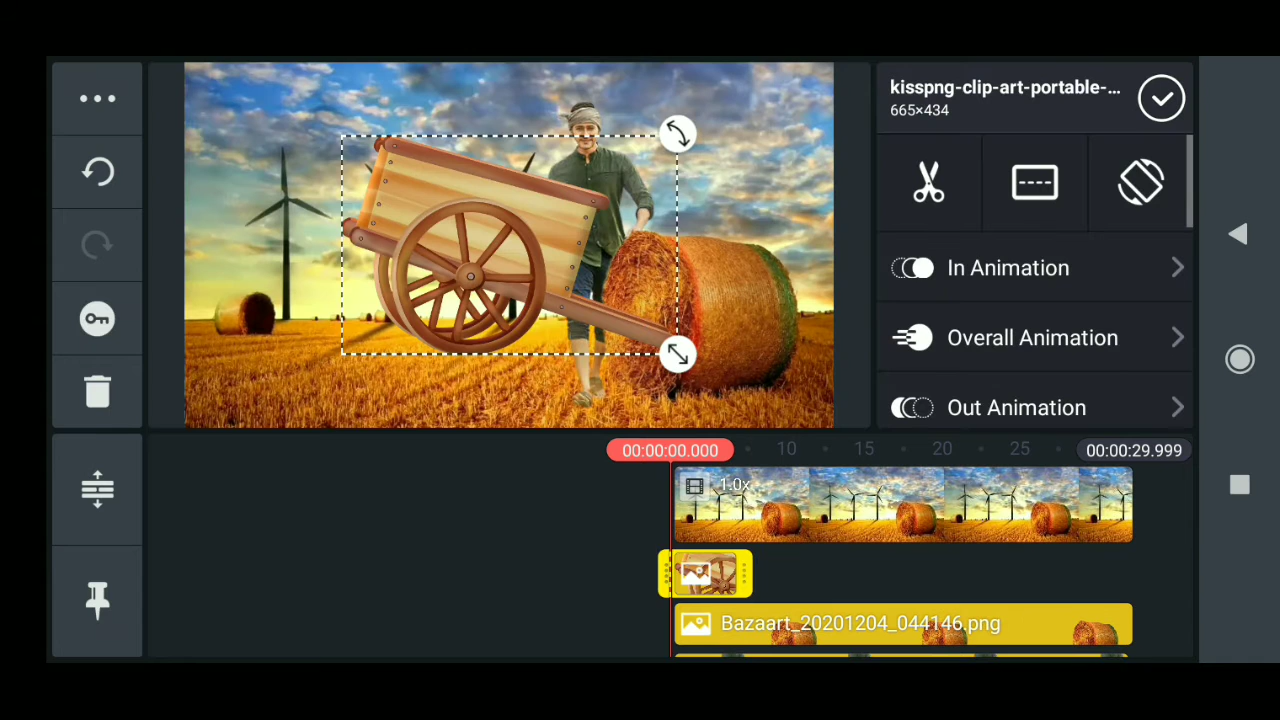 kisspng-clip-art-portable-...
665×434
In Animation
Overall Animation
Out Animation
00:00:00.000
10
15
20
25
00:00:29.999
1.0x
Bazaart_20201204_044146.png